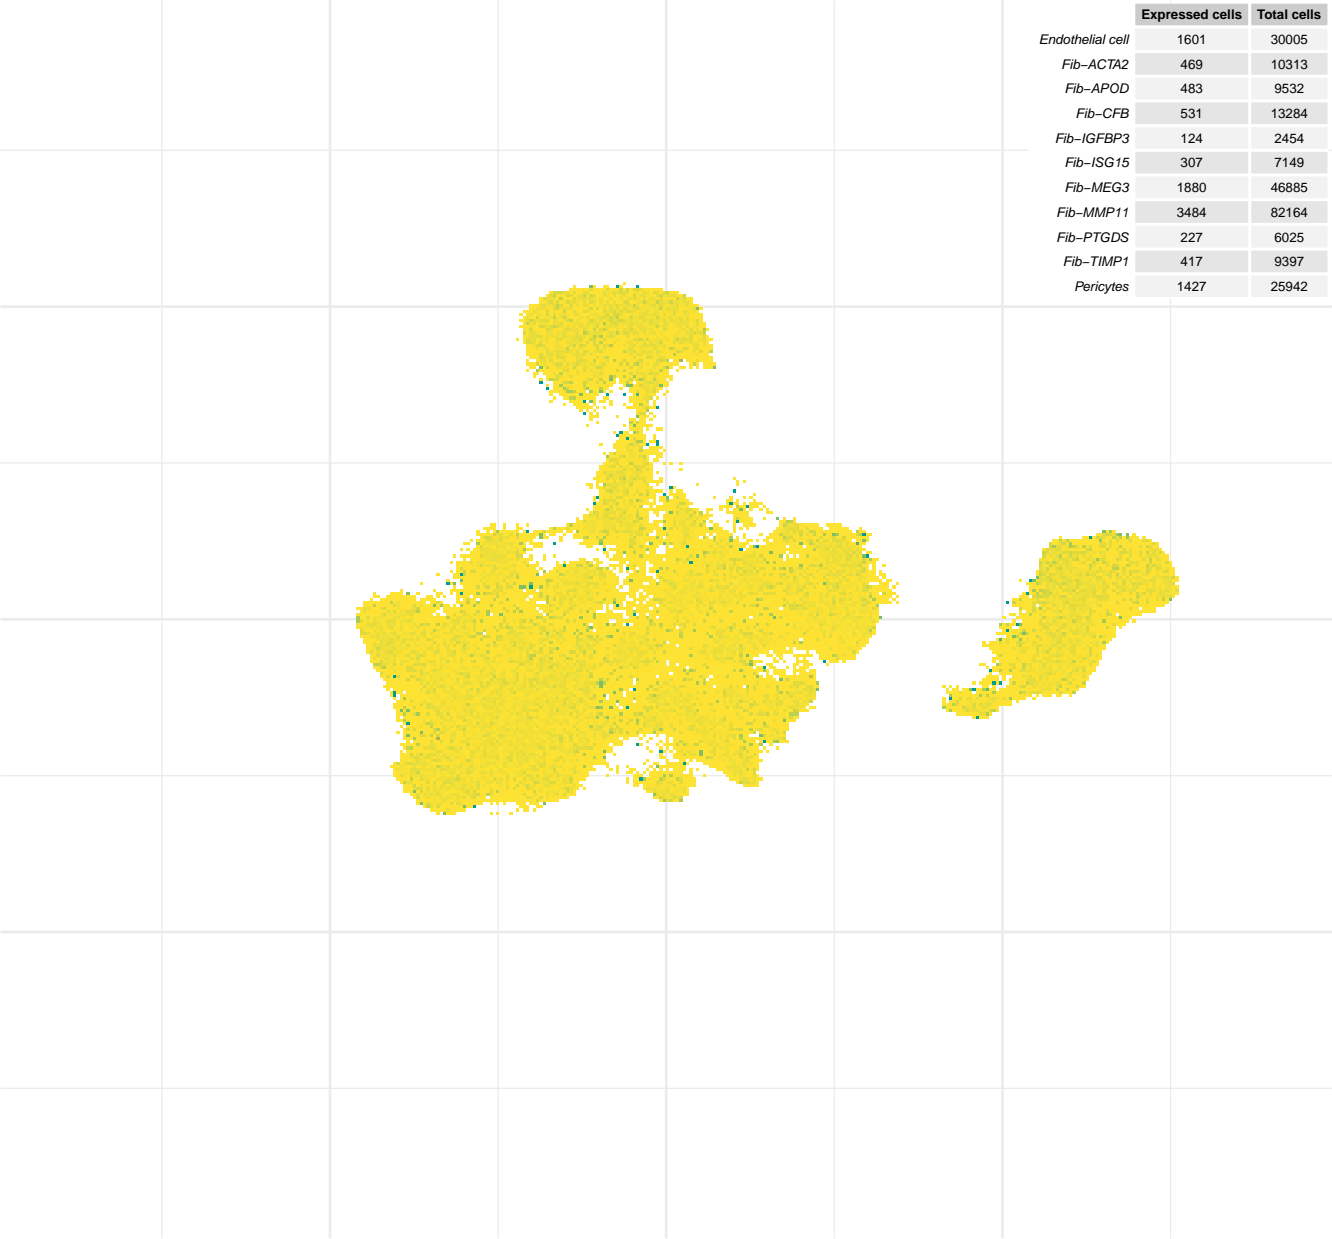 Expressed cells Total cells
Endothelial cell 1601 30005
Fib−ACTA2 469 10313
Fib−APOD 483 9532
Fib−CFB 531 13284
Fib−IGFBP3 124 2454
Fib−ISG15 307 7149
Fib−MEG3 1880 46885
Fib−MMP11 3484 82164
Fib−PTGDS 227 6025
Fib−TIMP1 417 9397
Pericytes 1427 25942